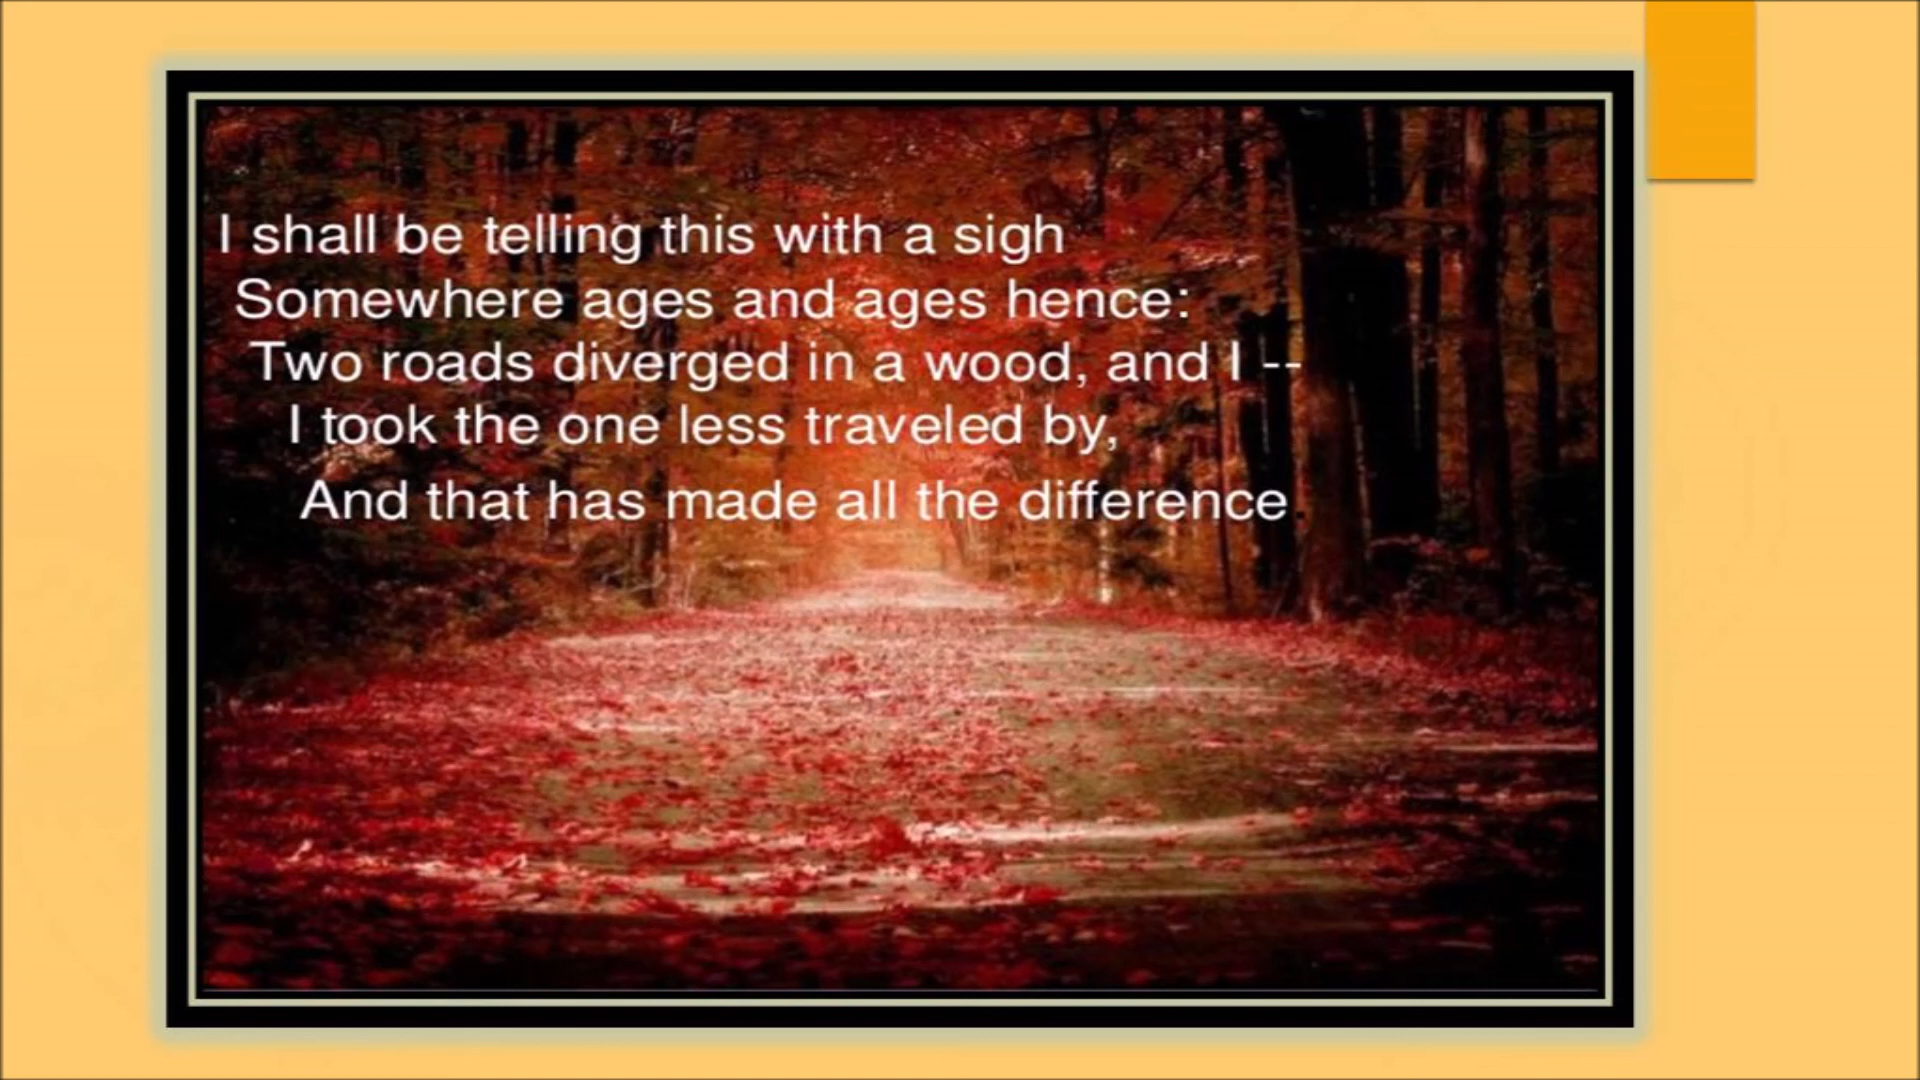 I shall be telling this with a sigh
Somewhere ages and ages hence:
Two roads diverged in a wood, and I --
I took the one less traveled by,
And that has made all the difference.